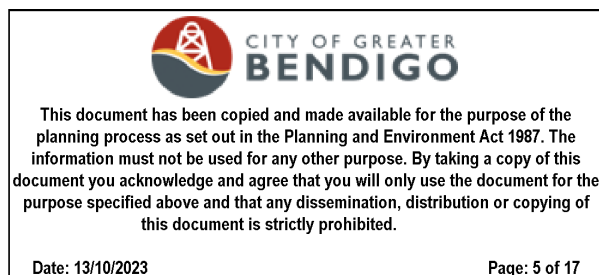 CITY OF GREATER
BENDIGO
This document has been copied and made available for the purpose of the
planning process as set out in the Planning and Environment Act 1987. The
information must not be used for any other purpose. By taking a copy of this
document you acknowledge and agree that you will only use the document for the
purpose specified above and that any dissemination, distribution or copying of
this document is strictly prohibited.
Date: 13/10/2023 Page: 5 of 17